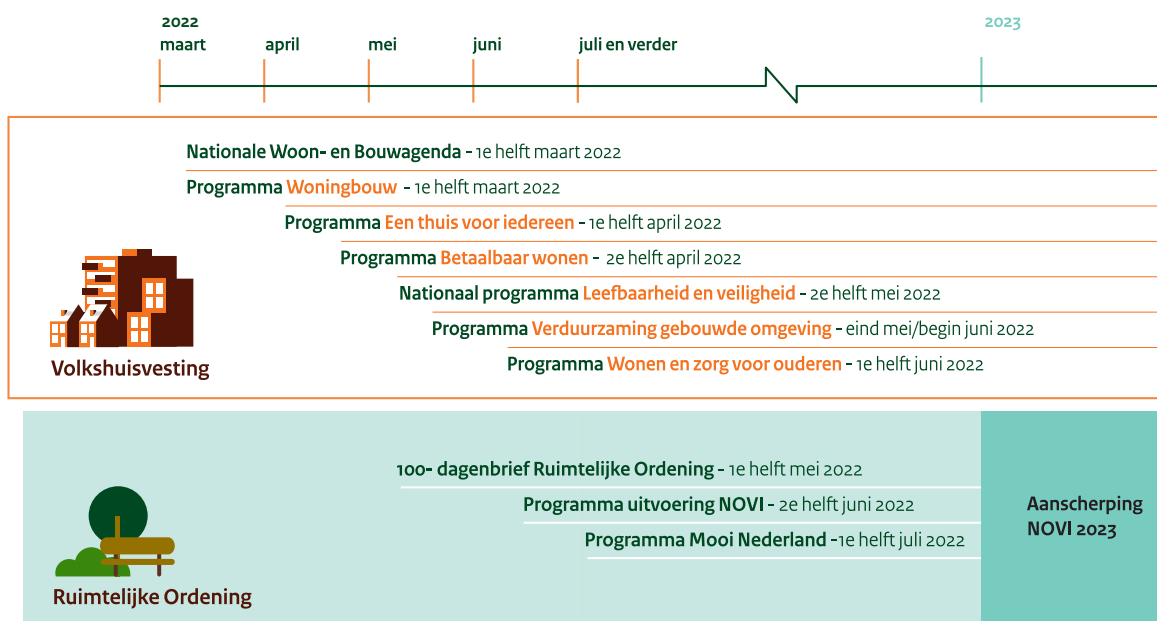 2022
2023
maart
april
mei
juni
juli en verder
Nationale Woon- en Bouwagenda - 1e helft maart 2022
Programma Woningbouw - 1e helft maart 2022
Programma Een thuis voor iedereen - 1e helft april 2022
Programma Betaalbaar wonen - 2e helft april 2022
Nationaal programma Leefbaarheid en veiligheid - 2e helft mei 2022
Programma Verduurzaming gebouwde omgeving - eind mei/begin juni 2022
Programma Wonen en zorg voor ouderen - 1e helft juni 2022
Volkshuisvesting
100- dagenbrief Ruimtelijke Ordening - 1e helft mei 2022
Programma uitvoering NOVI - 2e helft juni 2022
Programma Mooi Nederland -1e helft juli 2022
Aanscherping
NOVI 2023
Ruimtelijke Ordening